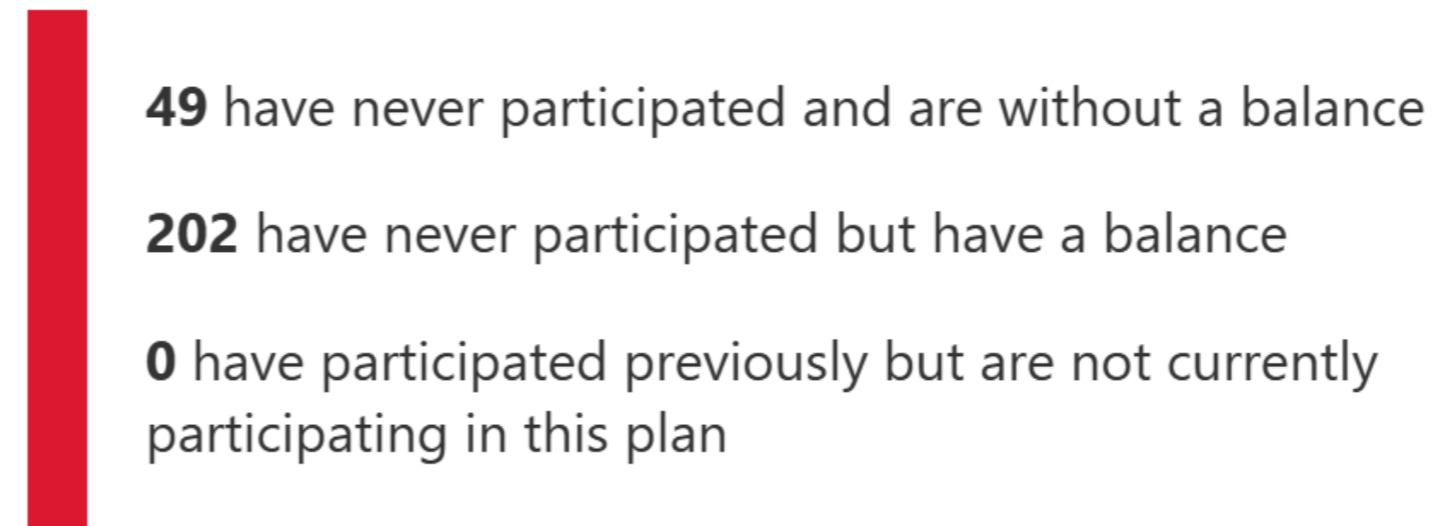 49 have never participated and are without a balance
202 have never participated but have a balance
0 have participated previously but are not currently
participating in this plan